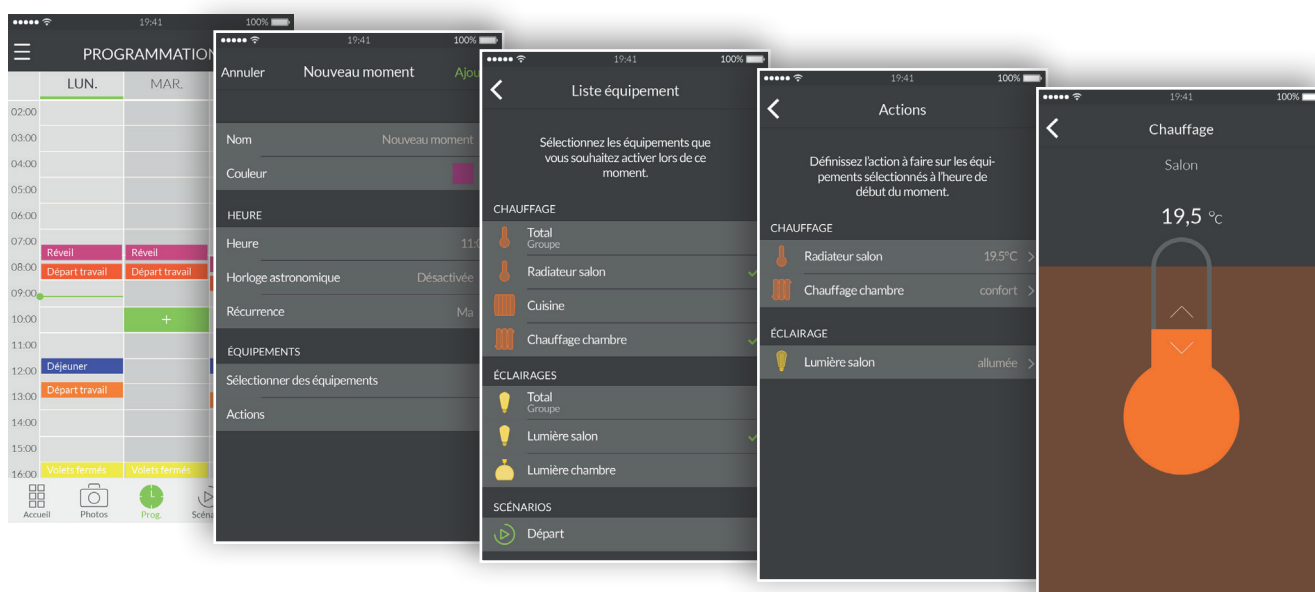 19:41
100%
PROGRAMMATION
LUN.
MAR.
02:00
03:00
04:00
05:00
06:00
07:00
Réveil
Réveil
08:00
Départ travail
Départ travail
09:00
10:00
+
11:00
Déjeuner
12:00
Départ travail
13:00
14:00
15:00
Volets fermés
Volets fermés
16:00
Accueil
Photos
Prog.
Scéna
19:41
100%
Annuler
Nouveau moment
Ajou
Nom
Nouveau moment
Couleur
HEURE
Heure
11:0
Horloge astronomique
Désactivée
Récurrence
Ma
ÉQUIPEMENTS
Sélectionner des équipements
Actions
19:41
100%
Liste équipement
Sélectionnez les équipements que
vous souhaitez activer lors de ce
moment.
CHAUFFAGE
Total
Groupe
Radiateur salon
Cuisine
Chauffage chambre
ÉCLAIRAGES
Total
Groupe
Lumière salon
Lumière chambre
SCÉNARIOS
Départ
19:41
100%
Actions
Définissez l'action à faire sur les équi-
pements sélectionnés à l'heure de
début du moment.
CHAUFFAGE
Radiateur salon
19.5°C
Chauffage chambre
confort
ÉCLAIRAGE
Lumière salon
allumée
19:41
100%
Chauffage
Salon
19,5 °C